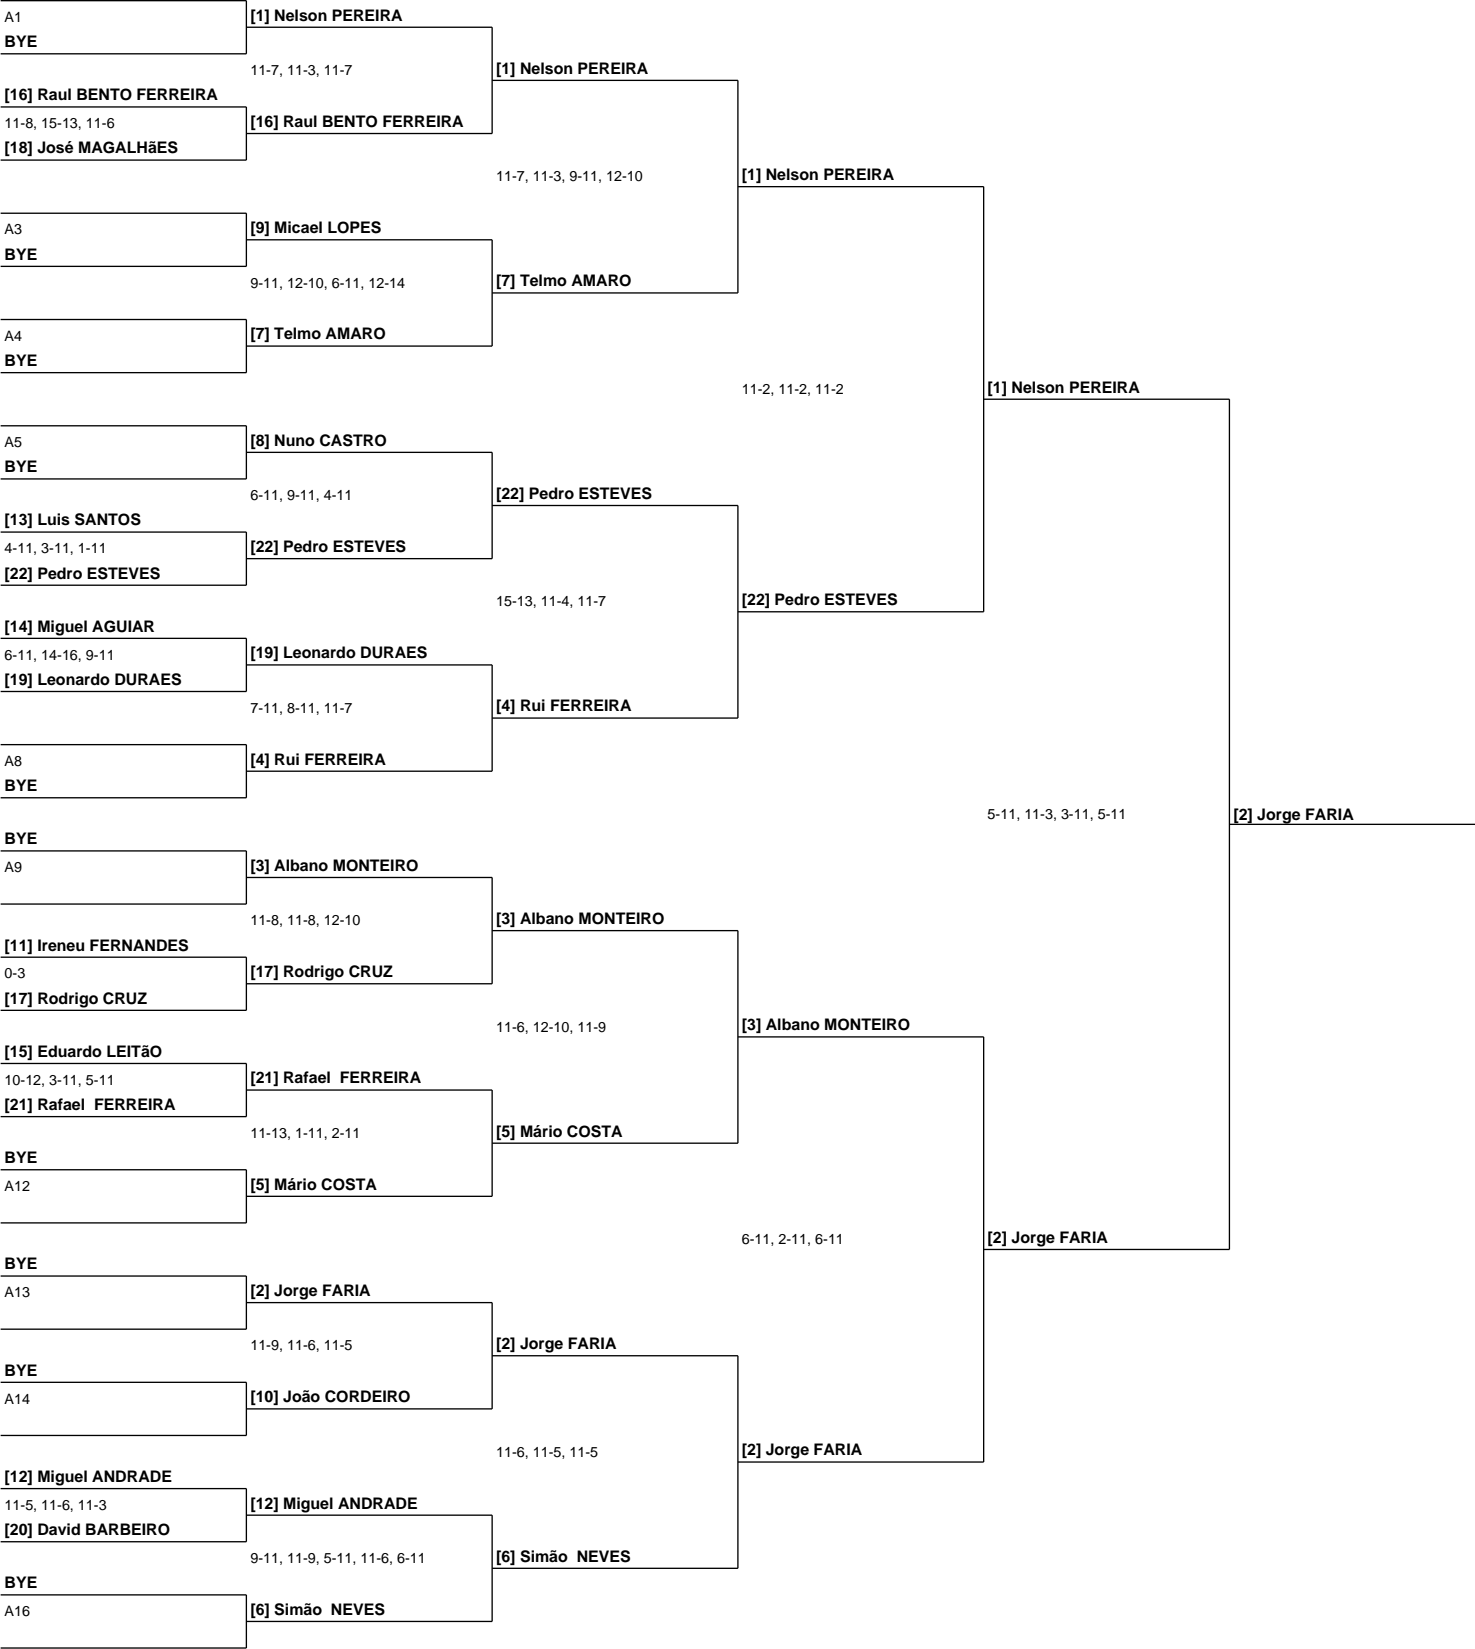 A1
BYE
[1] Nelson PEREIRA
11-7, 11-3, 11-7
[1] Nelson PEREIRA
[16] Raul BENTO FERREIRA
11-8, 15-13, 11-6
[18] José MAGALHãES
[16] Raul BENTO FERREIRA
11-7, 11-3, 9-11, 12-10
[1] Nelson PEREIRA
A3
BYE
[9] Micael LOPES
9-11, 12-10, 6-11, 12-14
[7] Telmo AMARO
A4
BYE
[7] Telmo AMARO
11-2, 11-2, 11-2
[1] Nelson PEREIRA
A5
BYE
[8] Nuno CASTRO
6-11, 9-11, 4-11
[22] Pedro ESTEVES
[13] Luis SANTOS
4-11, 3-11, 1-11
[22] Pedro ESTEVES
[22] Pedro ESTEVES
15-13, 11-4, 11-7
[22] Pedro ESTEVES
[14] Miguel AGUIAR
6-11, 14-16, 9-11
[19] Leonardo DURAES
[19] Leonardo DURAES
7-11, 8-11, 11-7
[4] Rui FERREIRA
A8
BYE
[4] Rui FERREIRA
5-11, 11-3, 3-11, 5-11
[2] Jorge FARIA
BYE
A9
[3] Albano MONTEIRO
11-8, 11-8, 12-10
[3] Albano MONTEIRO
[11] Ireneu FERNANDES
0-3
[17] Rodrigo CRUZ
[17] Rodrigo CRUZ
11-6, 12-10, 11-9
[3] Albano MONTEIRO
[15] Eduardo LEITãO
10-12, 3-11, 5-11
[21] Rafael  FERREIRA
[21] Rafael  FERREIRA
11-13, 1-11, 2-11
[5] Mário COSTA
BYE
A12
[5] Mário COSTA
6-11, 2-11, 6-11
[2] Jorge FARIA
BYE
A13
[2] Jorge FARIA
11-9, 11-6, 11-5
[2] Jorge FARIA
BYE
A14
[10] João CORDEIRO
11-6, 11-5, 11-5
[2] Jorge FARIA
[12] Miguel ANDRADE
11-5, 11-6, 11-3
[20] David BARBEIRO
[12] Miguel ANDRADE
9-11, 11-9, 5-11, 11-6, 6-11
[6] Simão  NEVES
BYE
A16
[6] Simão  NEVES